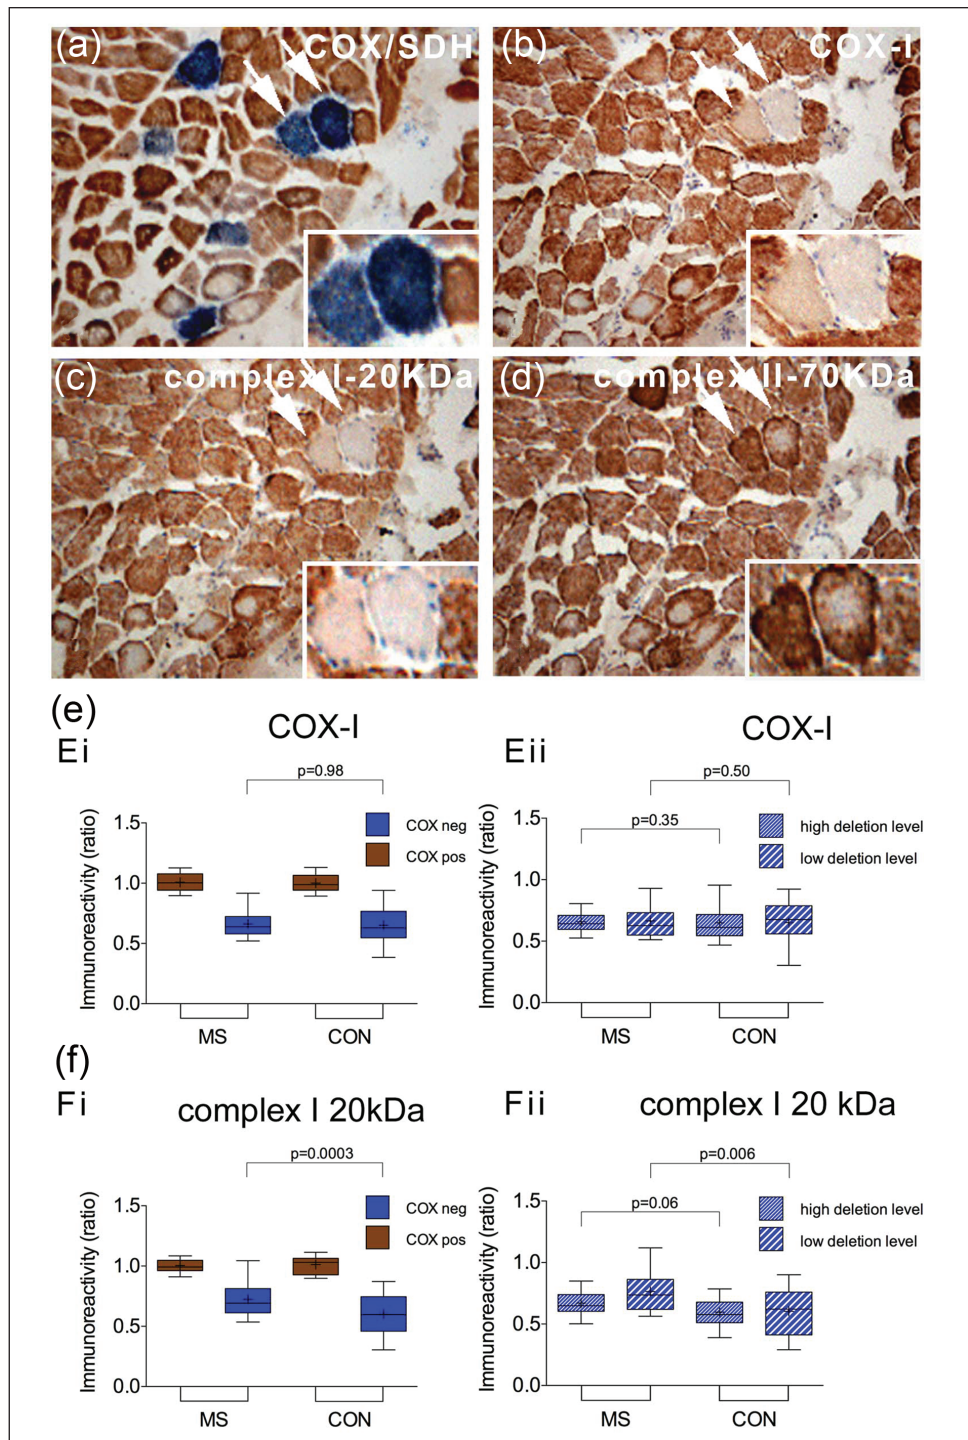 (a) COX/SDH
(b) COX-I
(c) complex I-20KDa
(d) complex II-70KDa
(e)
Ei COX-I
p=0.98
COX neg
COX pos
Immunoreactivity (ratio)
1.5
1.0
0.5
0.0
MS CON
Eii COX-I
p=0.50
p=0.35
high deletion level
low deletion level
Immunoreactivity (ratio)
1.5
1.0
0.5
0.0
MS CON
(f)
Fi complex I 20kDa
p=0.0003
COX neg
COX pos
Immunoreactivity (ratio)
1.5
1.0
0.5
0.0
MS CON
Fii complex I 20 kDa
p=0.006
p=0.06
high deletion level
low deletion level
Immunoreactivity (ratio)
1.5
1.0
0.5
0.0
MS CON